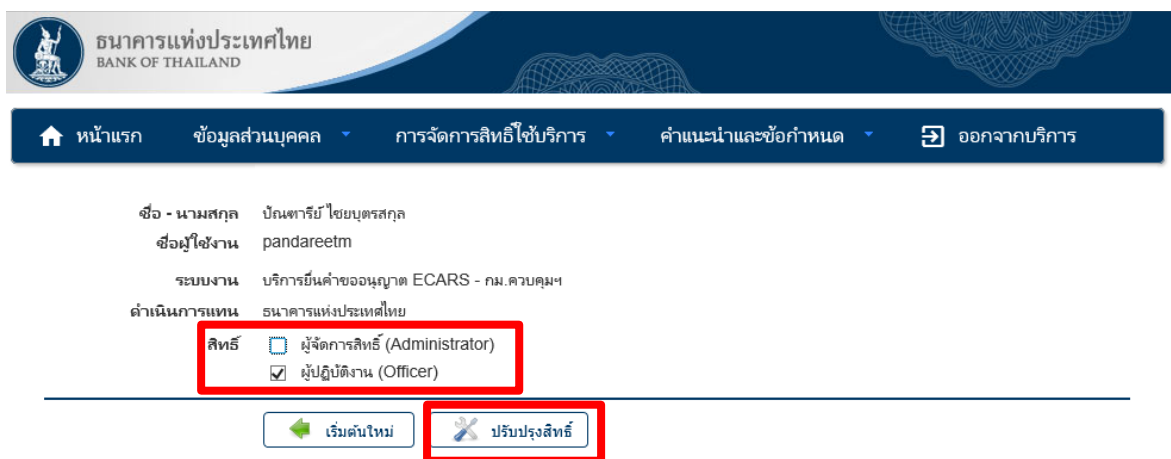 ธนาคารแห่งประเทศไทย
BANK OF THAILAND
หน้าแรก ข้อมูลส่วนบุคคล การจัดการสิทธิ์ใช้บริการ คำแนะนำและข้อกำหนด ออกจากบริการ
ชื่อ - นามสกุล ปัณฑารีย์ ไชยบุตรสกุล
ชื่อผู้ใช้งาน pandareetm
ระบบงาน บริการยื่นคำขออนุญาต ECARS - กม.ควบคุมฯ
ดำเนินการแทน ธนาคารแห่งประเทศไทย
สิทธิ์ ผู้จัดการสิทธิ์ (Administrator)
ผู้ปฏิบัติงาน (Officer)
เริ่มต้นใหม่ ปรับปรุงสิทธิ์